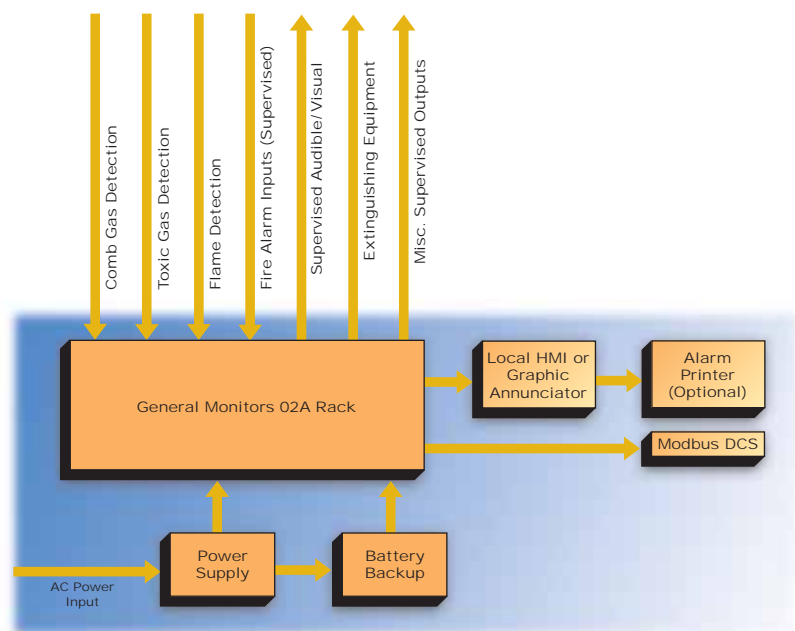 Comb Gas Detection
Toxic Gas Detection
Flame Detection
Fire Alarm Inputs (Supervised)
Supervised Audible/Visual
Extinguishing Equipment
Misc. Supervised Outputs
General Monitors 02A Rack
Local HMI or
Graphic
Annunciator
Alarm
Printer
(Optional)
Modbus DCS
Power
Supply
Battery
Backup
AC Power
Input